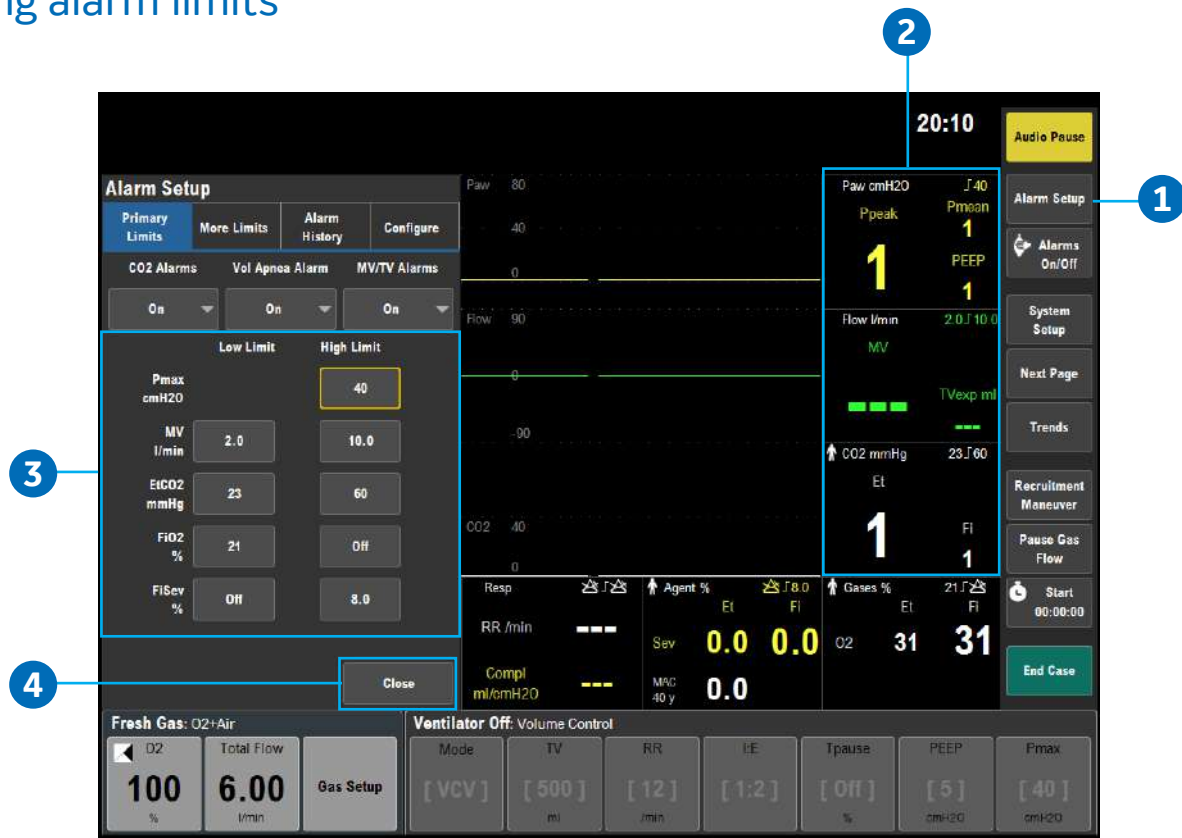 ng alarm limits
2
20:10
Audio Pause
Alarm Setup
Primary Limits
More Limits
Alarm History
Configure
CO2 Alarms
Vol Apnea Alarm
MV/TV Alarms
On
On
On
Low Limit
High Limit
Pmax cmH2O
40
MV l/min
2.0
10.0
EtCO2 mmHg
23
60
FiO2 %
21
Off
FiSev %
Off
8.0
3
Close
4
Paw
80
40
0
Flow
90
0
-90
CO2
40
0
Paw cmH2O
40
Ppeak
1
Pmean
1
PEEP
1
Flow l/min
2.0 10.0
MV
---
TVexp ml
---
CO2 mmHg
23 60
Et
1
FI
1
Alarm Setup
1
Alarms On/Off
System Setup
Next Page
Trends
Recruitment Maneuver
Pause Gas Flow
Start 00:00:00
End Case
Resp
RR /min
---
Compl ml/cmH2O
---
Agent %
8.0
Et
Fi
Sev
0.0
0.0
MAC 40 y
0.0
Gases %
21
Et
Fi
O2
31
31
Fresh Gas: O2+Air
O2
100
%
Total Flow
6.00
l/min
Gas Setup
Ventilator Off: Volume Control
Mode
[ VCV ]
TV
[ 500 ]
ml
RR
[ 12 ]
/min
I:E
[ 1:2 ]
Tpause
[ Off ]
%
PEEP
[ 5 ]
cmH2O
Pmax
[ 40 ]
cmH2O